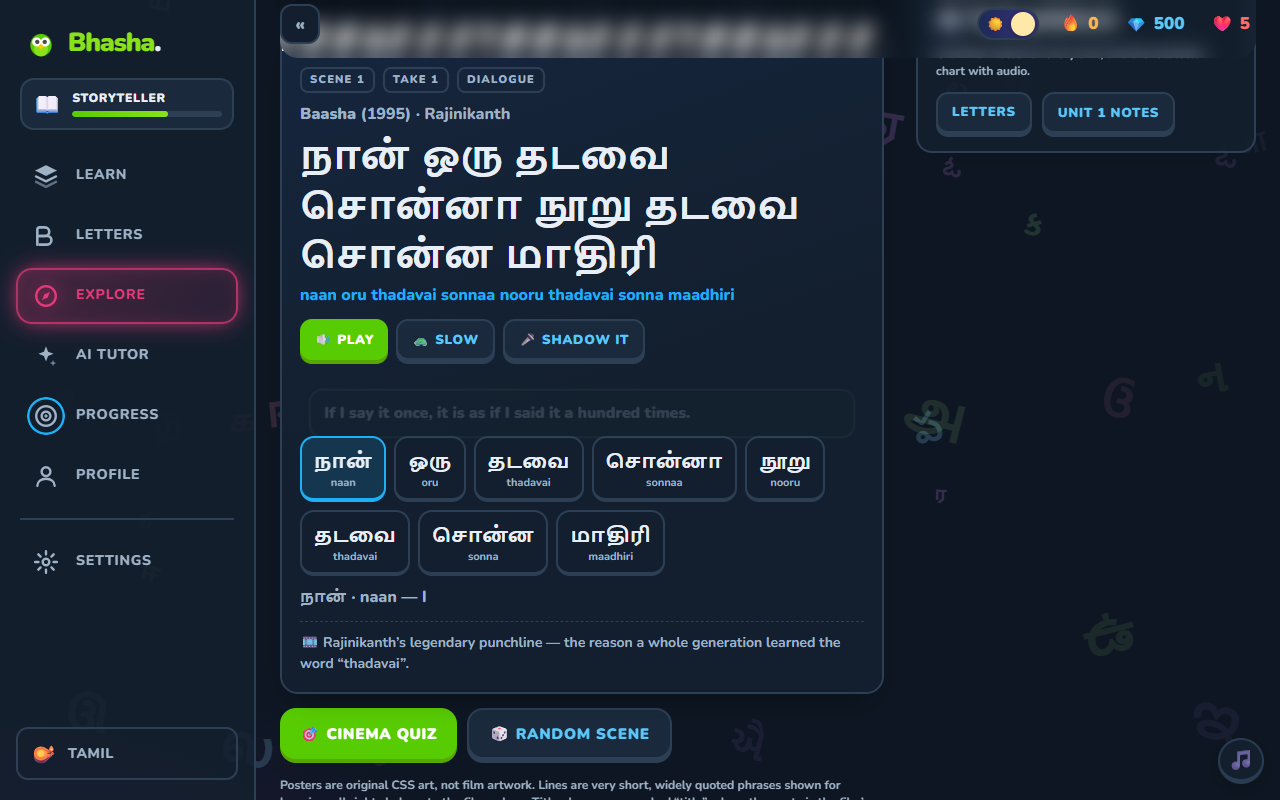 Bhasha.
«
0
500
5
STORYTELLER
LEARN
LETTERS
EXPLORE
AI TUTOR
PROGRESS
PROFILE
SETTINGS
TAMIL
SCENE 1
TAKE 1
DIALOGUE
Baasha (1995) · Rajinikanth
நான் ஒரு தடவை
சொன்னா நூறு தடவை
சொன்ன மாதிரி
naan oru thadavai sonnaa nooru thadavai sonna maadhiri
PLAY
SLOW
SHADOW IT
If I say it once, it is as if I said it a hundred times.
நான்
naan
ஒரு
oru
தடவை
thadavai
சொன்னா
sonnaa
நூறு
nooru
தடவை
thadavai
சொன்ன
sonna
மாதிரி
maadhiri
நான் · naan — I
Rajinikanth's legendary punchline — the reason a whole generation learned the
word “thadavai”.
CINEMA QUIZ
RANDOM SCENE
Posters are original CSS art, not film artwork. Lines are very short, widely quoted phrases shown for
chart with audio.
LETTERS
UNIT 1 NOTES